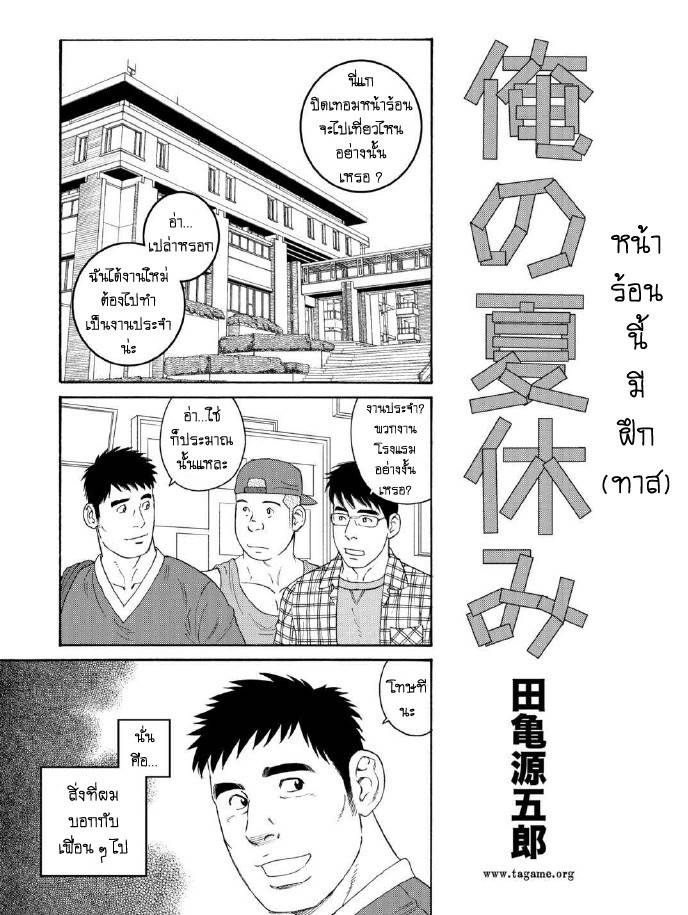 俺の夏休み
หน้า
ร้อน
นี้
มี
ฝึก
(ทาส)
田亀源五郎
www.tagame.org
นี่แก
ปิดเทอมหน้าร้อน
จะไปเที่ยวไหน
อย่างนั้น
เหรอ ?
อ่า...
เปล่าหรอก
ฉันได้งานใหม่
ต้องไปทำ
เป็นงานประจำ
น่ะ
งานประจำ?
พวกงาน
โรงแรม
อย่างงั้น
เหรอ?
อ่า...ใช่
ก็ประมาณ
นั้นแหละ
โทษที
นะ
นั่น
คือ...
สิ่งที่ผม
บอกกับ
เพื่อน ๆ ไป